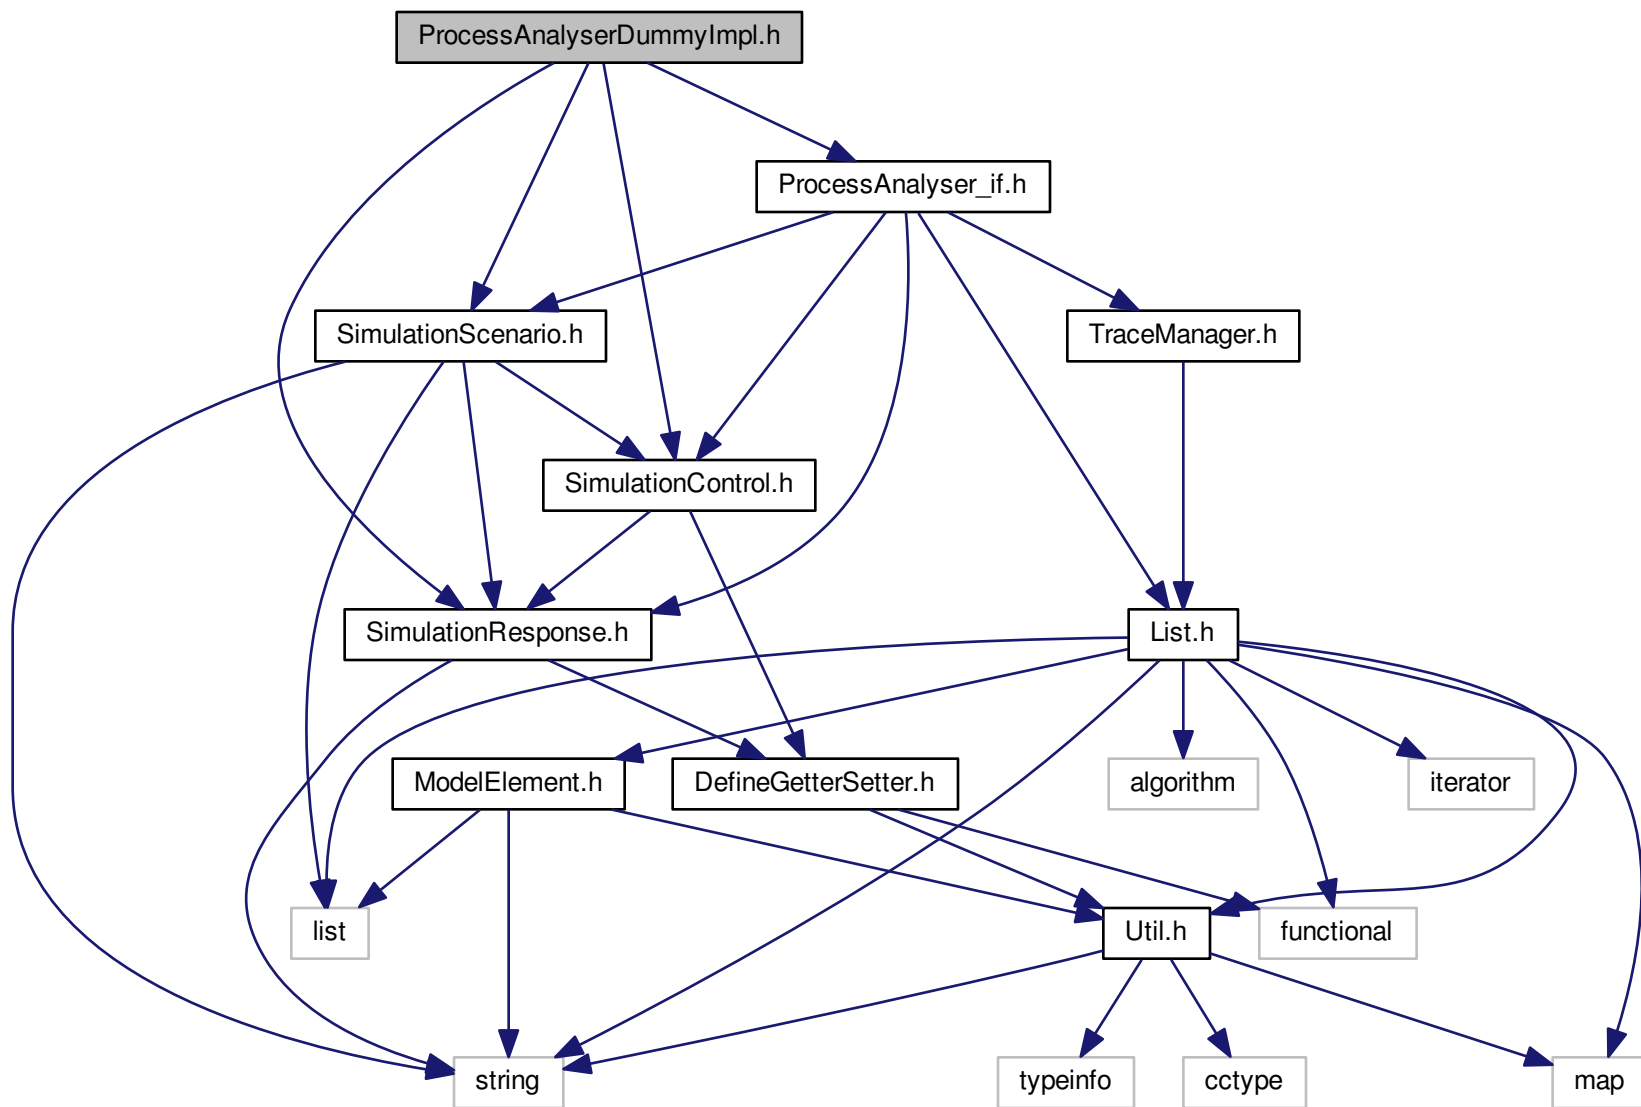 ProcessAnalyserDummyImpl.h
ProcessAnalyser_if.h
SimulationScenario.h
TraceManager.h
SimulationControl.h
SimulationResponse.h
List.h
ModelElement.h
DefineGetterSetter.h
algorithm
iterator
list
Util.h
functional
string
typeinfo
cctype
map